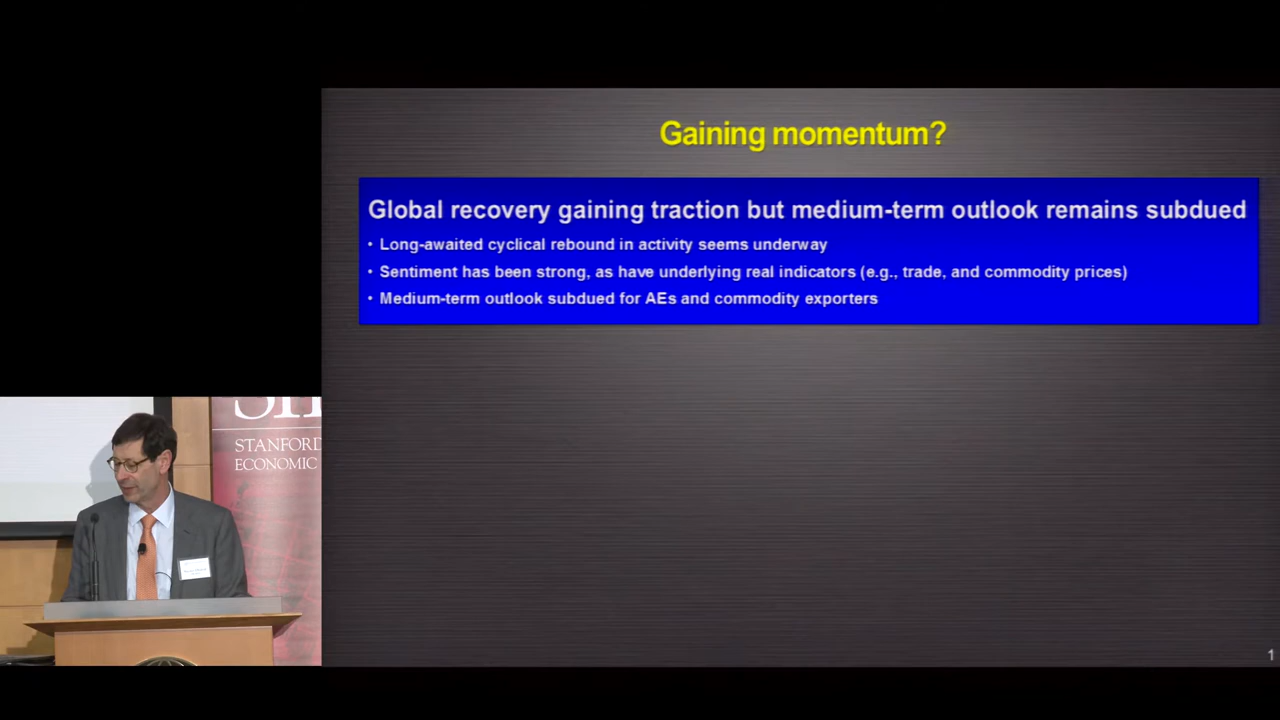 Gaining momentum?
Global recovery gaining traction but medium-term outlook remains subdued
• Long-awaited cyclical rebound in activity seems underway
• Sentiment has been strong, as have underlying real indicators (e.g., trade, and commodity prices)
• Medium-term outlook subdued for AEs and commodity exporters
STANFORD
ECONOMIC
1